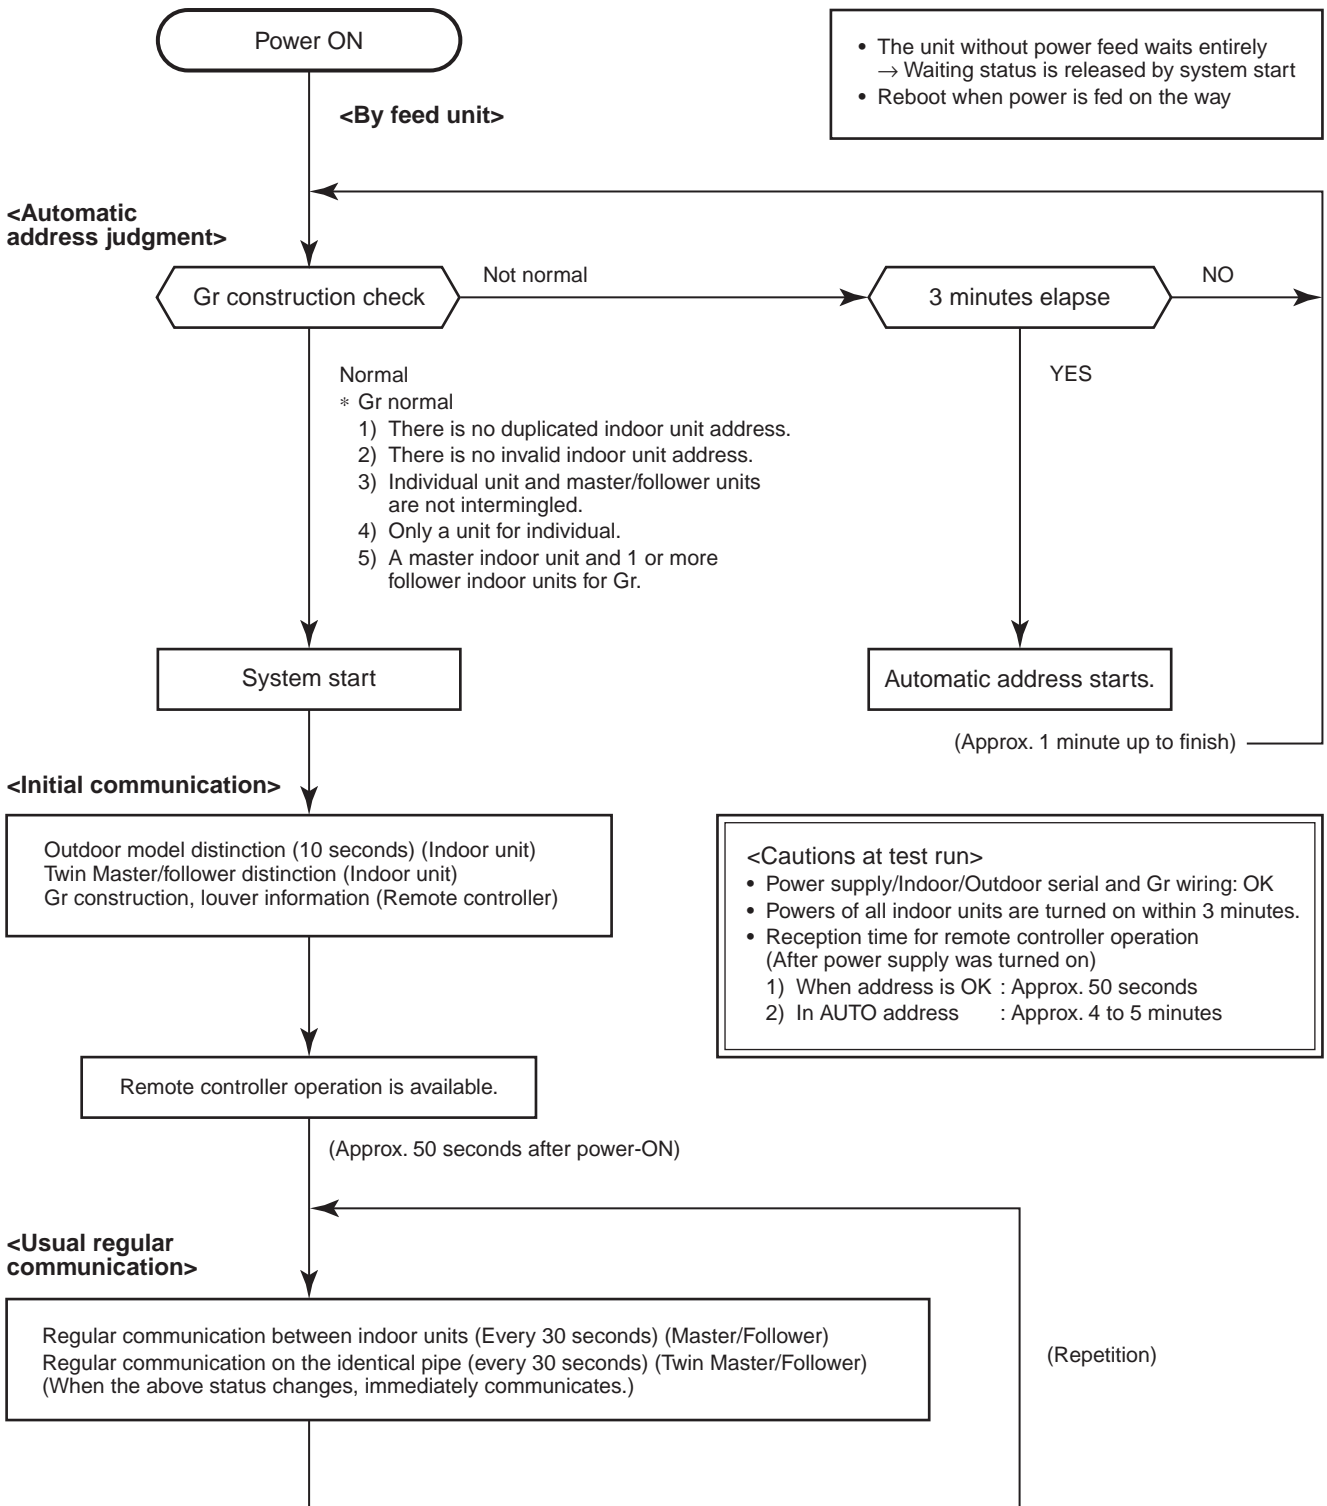 Power ON
• The unit without power feed waits entirely
→ Waiting status is released by system start
• Reboot when power is fed on the way
<By feed unit>
<Automatic
address judgment>
Gr construction check
Not normal
3 minutes elapse
NO
Normal
* Gr normal
1) There is no duplicated indoor unit address.
2) There is no invalid indoor unit address.
3) Individual unit and master/follower units
are not intermingled.
4) Only a unit for individual.
5) A master indoor unit and 1 or more
follower indoor units for Gr.
YES
System start
Automatic address starts.
(Approx. 1 minute up to finish)
<Initial communication>
Outdoor model distinction (10 seconds) (Indoor unit)
Twin Master/follower distinction (Indoor unit)
Gr construction, louver information (Remote controller)
<Cautions at test run>
• Power supply/Indoor/Outdoor serial and Gr wiring: OK
• Powers of all indoor units are turned on within 3 minutes.
• Reception time for remote controller operation
(After power supply was turned on)
1) When address is OK : Approx. 50 seconds
2) In AUTO address : Approx. 4 to 5 minutes
Remote controller operation is available.
(Approx. 50 seconds after power-ON)
<Usual regular
communication>
Regular communication between indoor units (Every 30 seconds) (Master/Follower)
Regular communication on the identical pipe (every 30 seconds) (Twin Master/Follower)
(When the above status changes, immediately communicates.)
(Repetition)